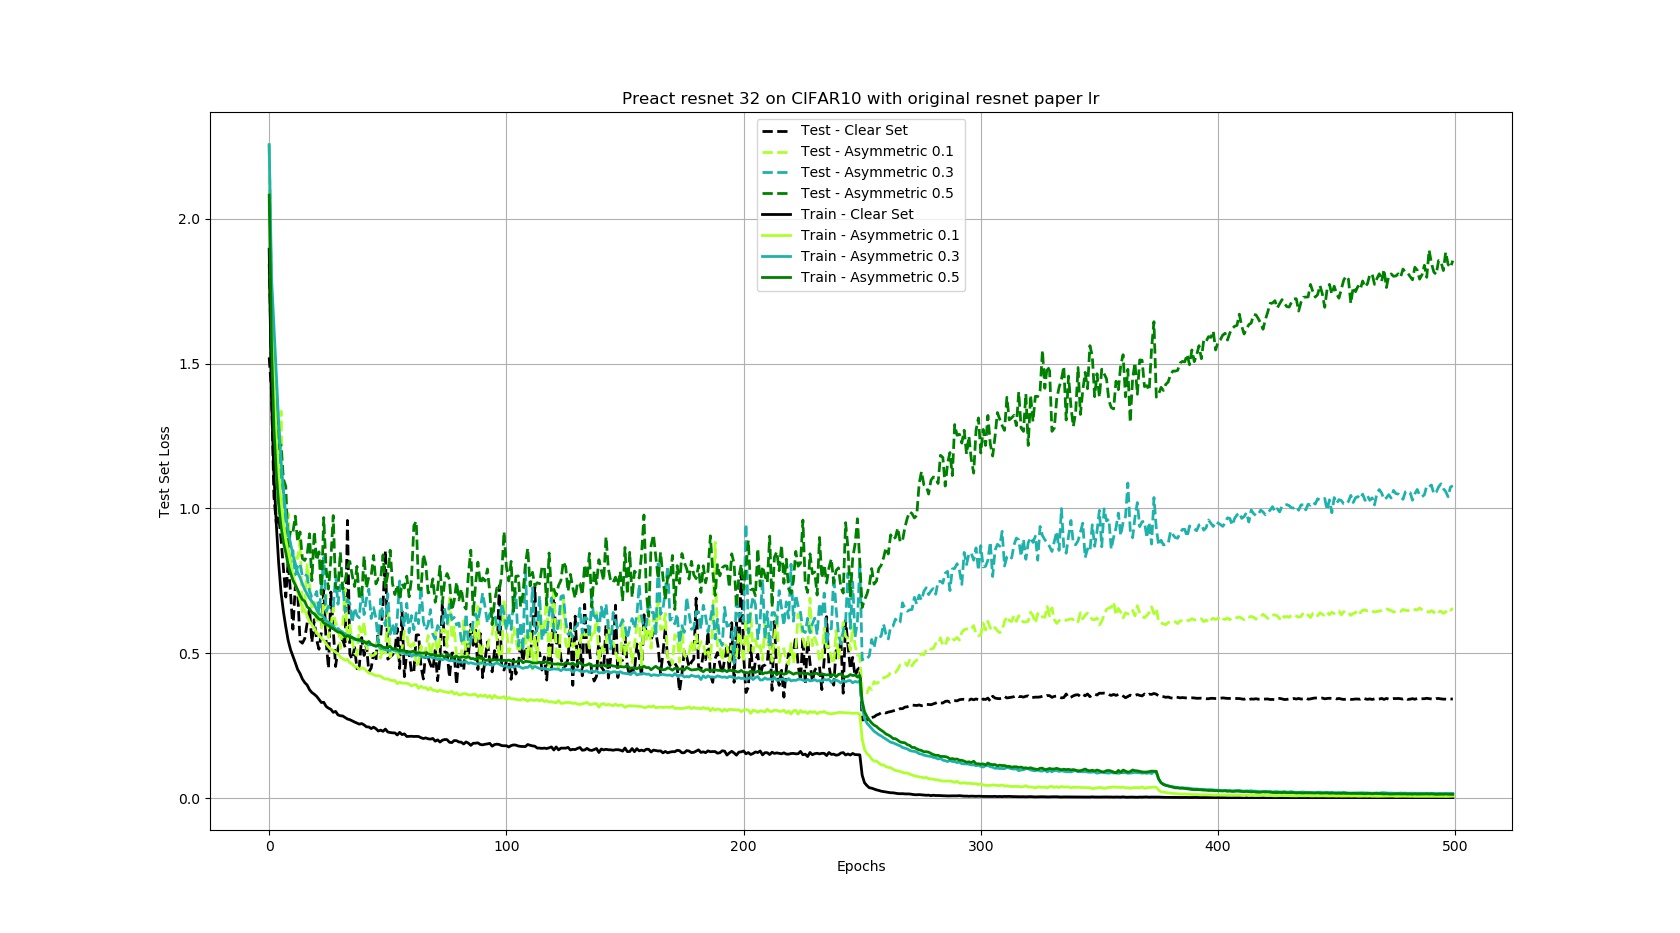 Preact resnet 32 on CIFAR10 with original resnet paper lr
Test - Clear Set
Test - Asymmetric 0.1
Test - Asymmetric 0.3
Test - Asymmetric 0.5
Train - Clear Set
Train - Asymmetric 0.1
Train - Asymmetric 0.3
Train - Asymmetric 0.5
Test Set Loss
2.0
1.5
1.0
0.5
0.0
0 100 200 300 400 500
Epochs